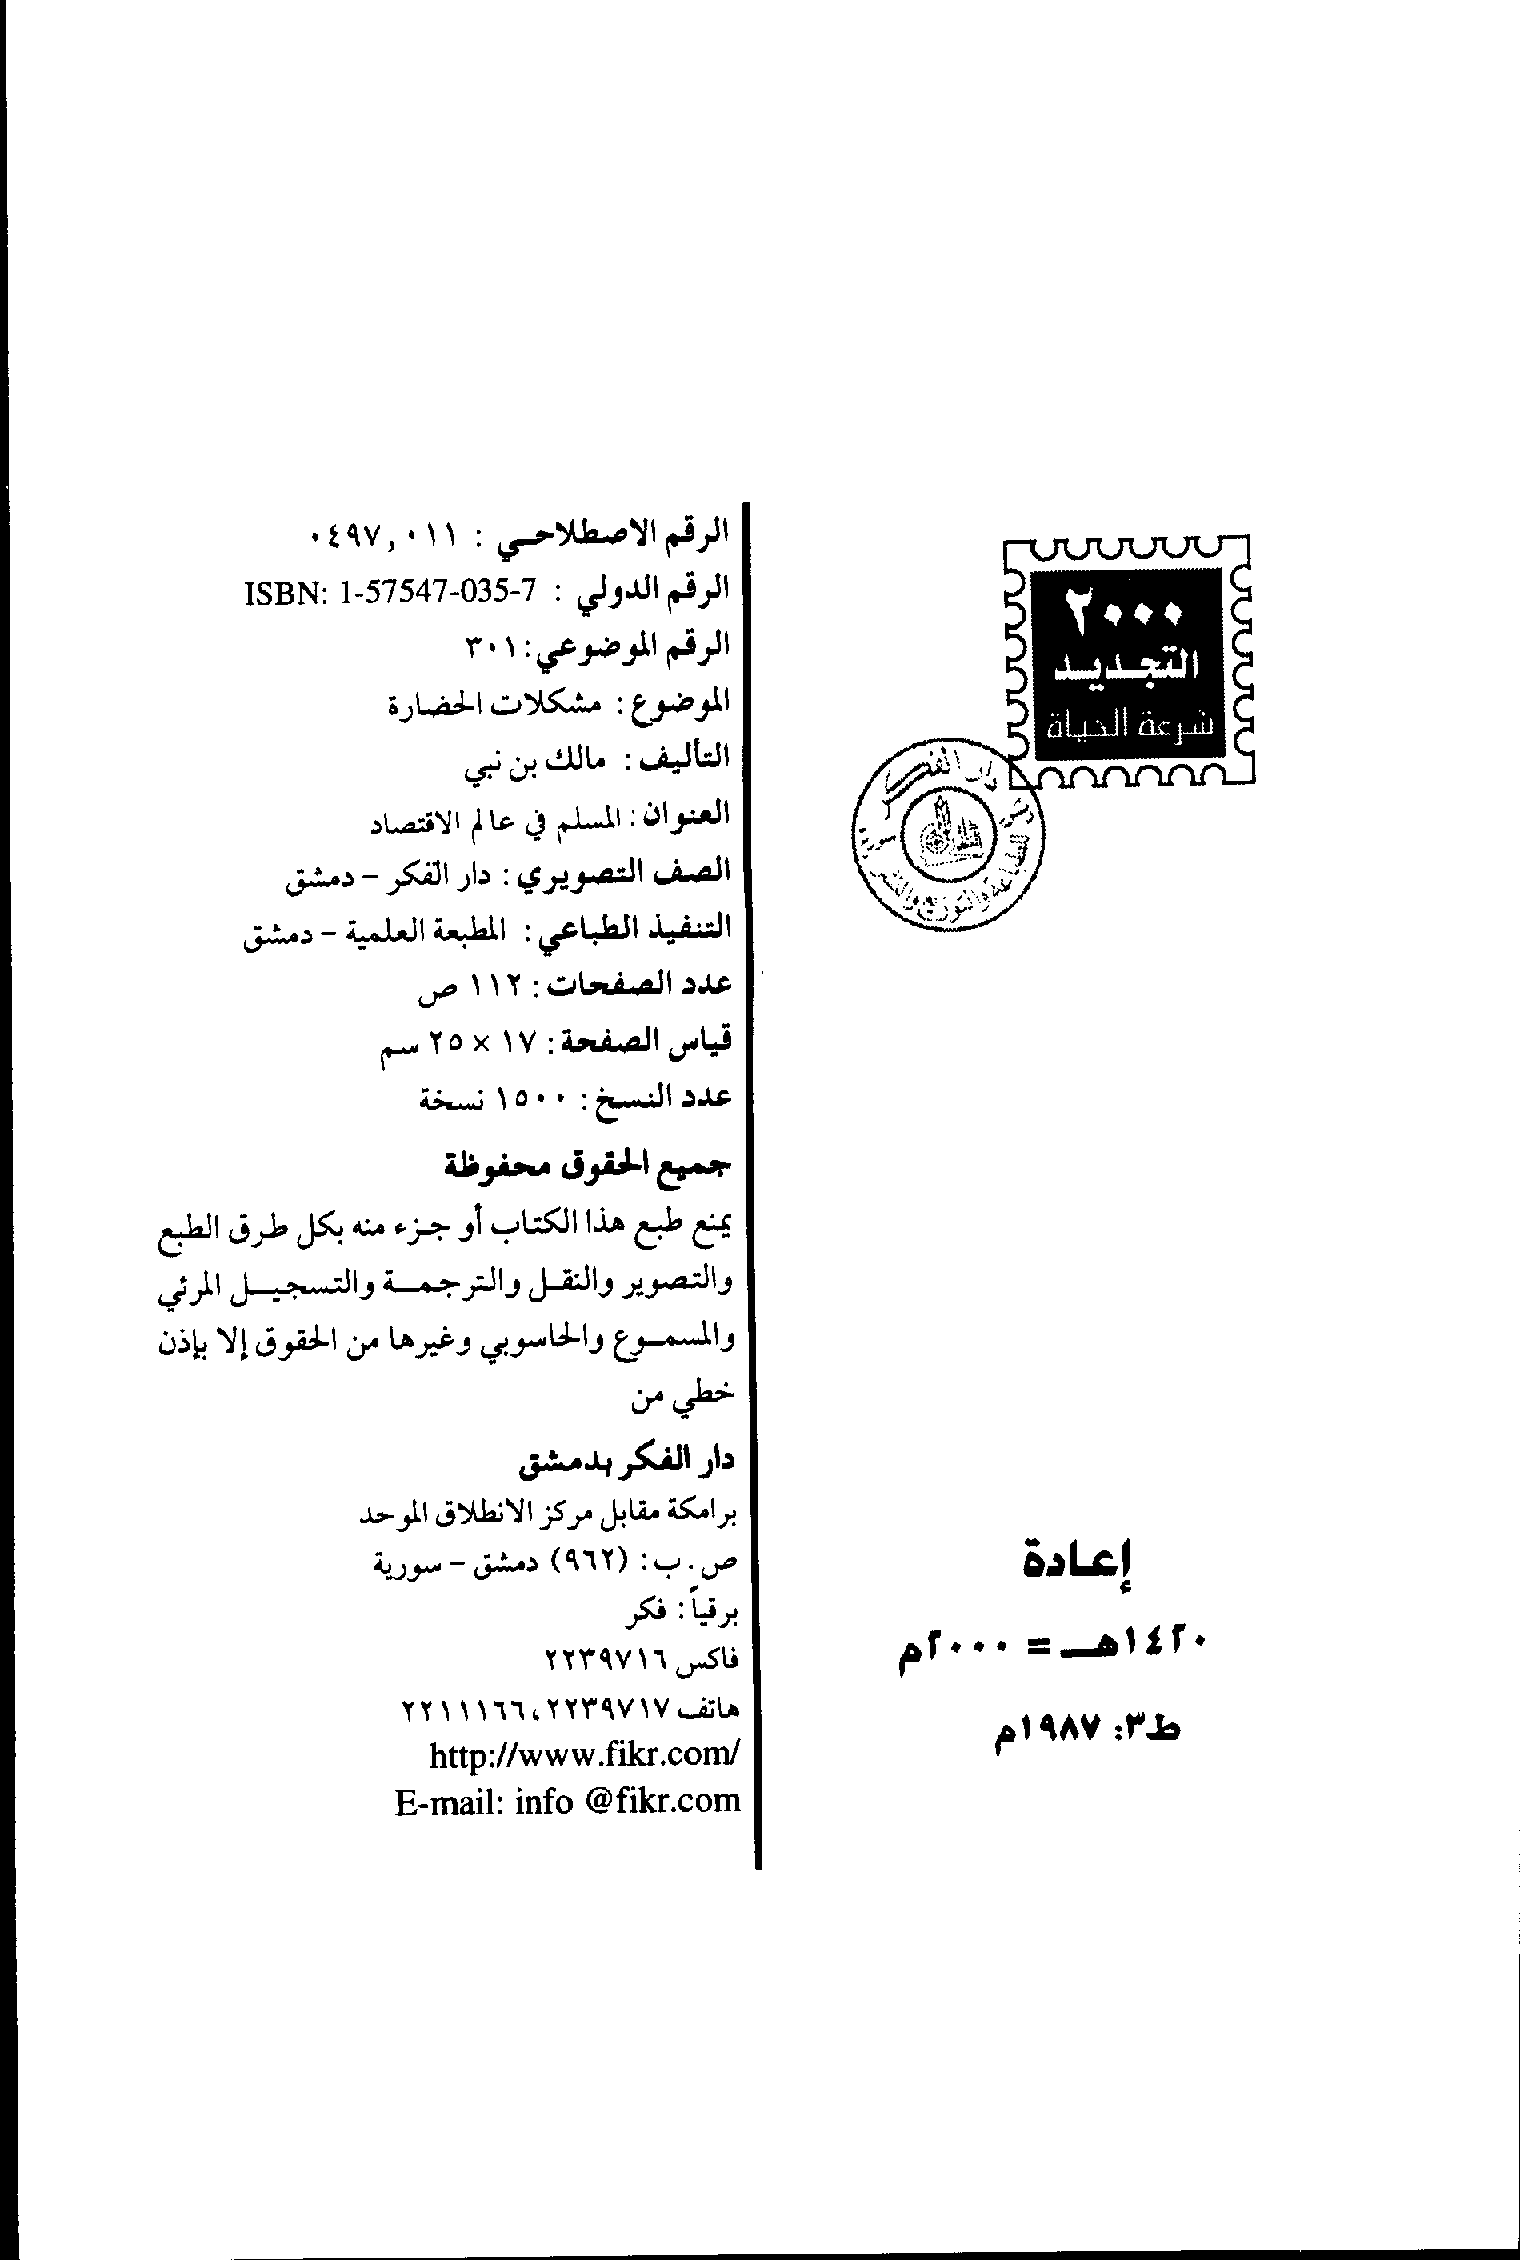 ٢٠٠٠
التجديد
شرعة الحياة
دار الفكر
إعادة
١٤٢٠هـ = ٢٠٠٠م
ط٣: ١٩٨٧م
الرقم الاصطلاحي : ٠٤٩٧,٠١١
الرقم الدولي : ISBN: 1-57547-035-7
الرقم الموضوعي: ٣٠١
الموضوع : مشكلات الحضارة
التأليف : مالك بن نبي
العنوان : المسلم في عالم الاقتصاد
الصف التصويري : دار الفكر - دمشق
التنفيذ الطباعي : المطبعة العلمية - دمشق
عدد الصفحات : ١١٢ ص
قياس الصفحة : ١٧ × ٢٥ سم
عدد النسخ : ١٥٠٠ نسخة
جميع الحقوق محفوظة
يمنع طبع هذا الكتاب أو جزء منه بكل طرق الطبع
والتصوير والنقل والترجمة والتسجيل المرئي
والمسموع والحاسوبي وغيرها من الحقوق إلا بإذن
خطي من
دار الفكر بدمشق
برامكة مقابل مركز الانطلاق الموحد
ص.ب : (٩٦٢) دمشق - سورية
برقياً : فكر
فاكس ٢٢٣٩٧١٦
هاتف ٢٢٣٩٧١٧، ٢٢١١١٦٦
http://www.fikr.com/
E-mail: info @fikr.com